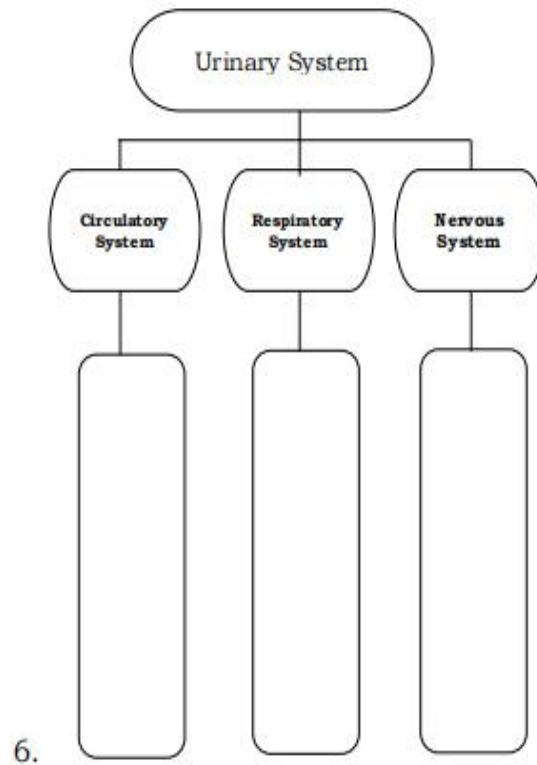 Urinary System
Circulatory
System
Respiratory
System
Nervous
System
6.